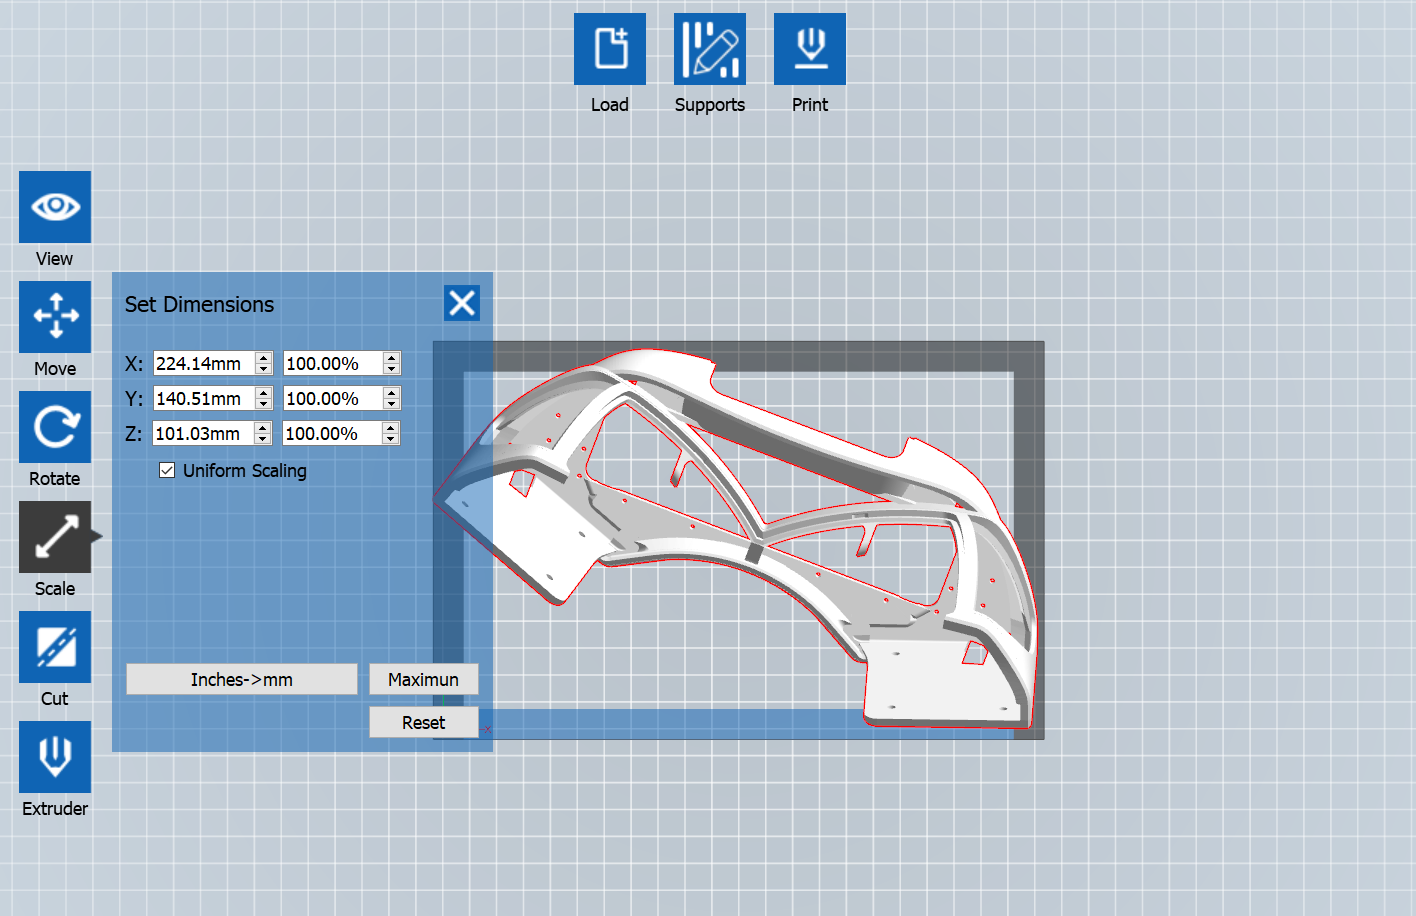 Load
Supports
Print
View
Move
Rotate
Scale
Cut
Extruder
Set Dimensions
X: 224.14mm 100.00%
Y: 140.51mm 100.00%
Z: 101.03mm 100.00%
Uniform Scaling
Inches->mm
Maximun
Reset